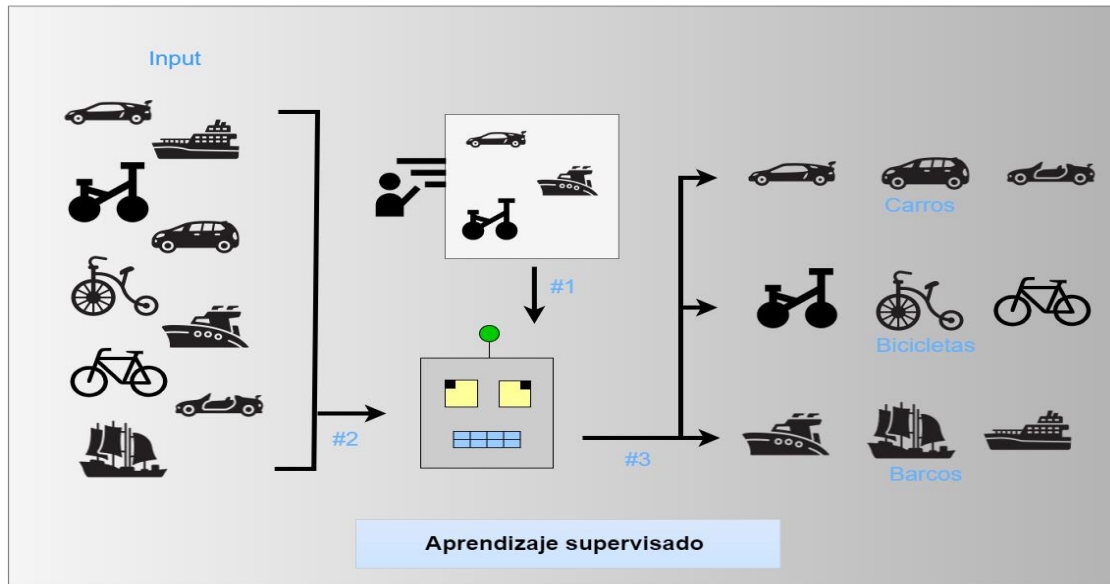 Input
#1
#2
#3
Carros
Bicicletas
Barcos
Aprendizaje supervisado